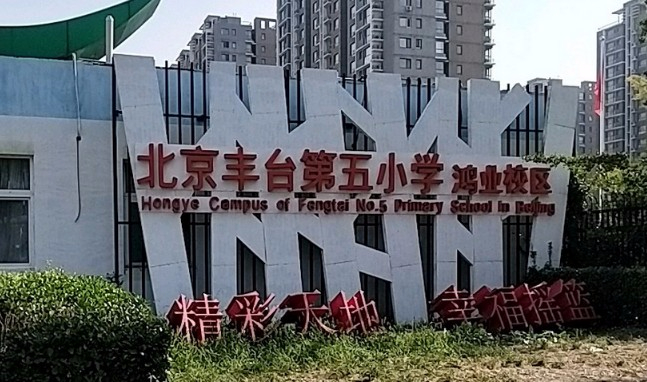 北京丰台第五小学 鸿业校区
Hongye Campus of Fengtai No.5 Primary School in Beijing
精彩天地 幸福摇篮